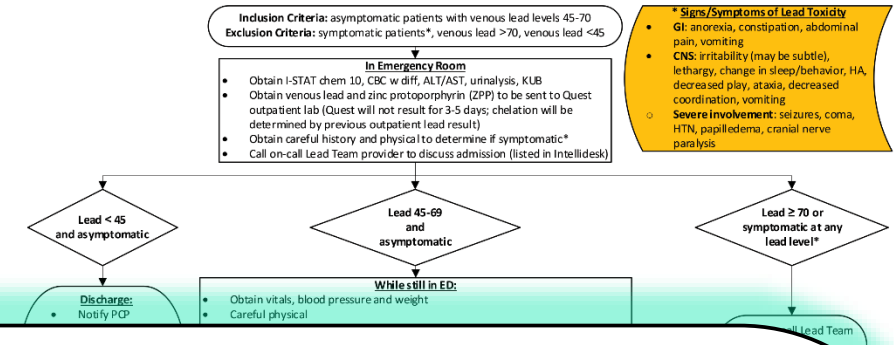 Inclusion Criteria: asymptomatic patients with venous lead levels 45-70
Exclusion Criteria: symptomatic patients*, venous lead >70, venous lead <45
* Signs/Symptoms of Lead Toxicity
• GI: anorexia, constipation, abdominal
pain, vomiting
• CNS: irritability (may be subtle),
lethargy, change in sleep/behavior, HA,
decreased play, ataxia, decreased
coordination, vomiting
o Severe involvement: seizures, coma,
HTN, papilledema, cranial nerve
paralysis
In Emergency Room
• Obtain I-STAT chem 10, CBC w diff, ALT/AST, urinalysis, KUB
• Obtain venous lead and zinc protoporphyrin (ZPP) to be sent to Quest
outpatient lab (Quest will not result for 3-5 days; chelation will be
determined by previous outpatient lead result)
• Obtain careful history and physical to determine if symptomatic*
• Call on-call Lead Team provider to discuss admission (listed in Intellidesk)
Lead < 45
and asymptomatic
Lead 45-69
and
asymptomatic
Lead ≥ 70 or
symptomatic at any
lead level*
Discharge:
• Notify PCP
While still in ED:
• Obtain vitals, blood pressure and weight
• Careful physical
Lead Team